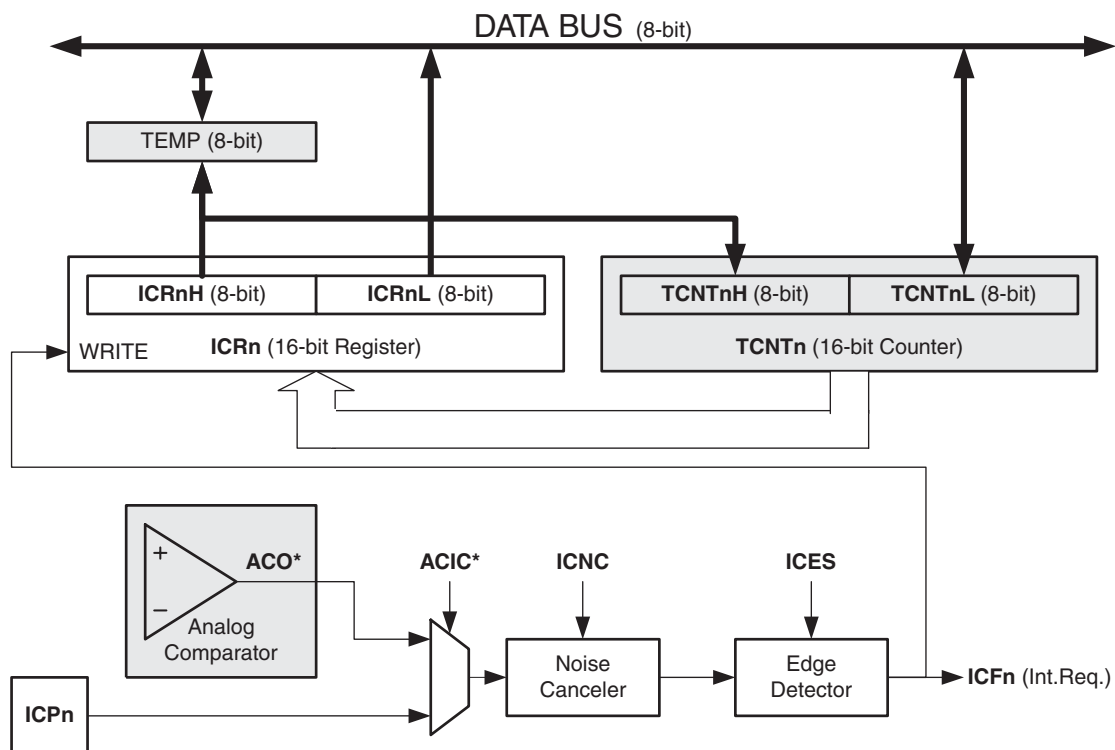 DATA BUS (8-bit)
TEMP (8-bit)
ICRnH (8-bit)
ICRnL (8-bit)
TCNTnH (8-bit)
TCNTnL (8-bit)
WRITE
ICRn (16-bit Register)
TCNTn (16-bit Counter)
+
−
ACO*
Analog
Comparator
ACIC*
ICNC
ICES
Noise
Canceler
Edge
Detector
ICFn (Int.Req.)
ICPn